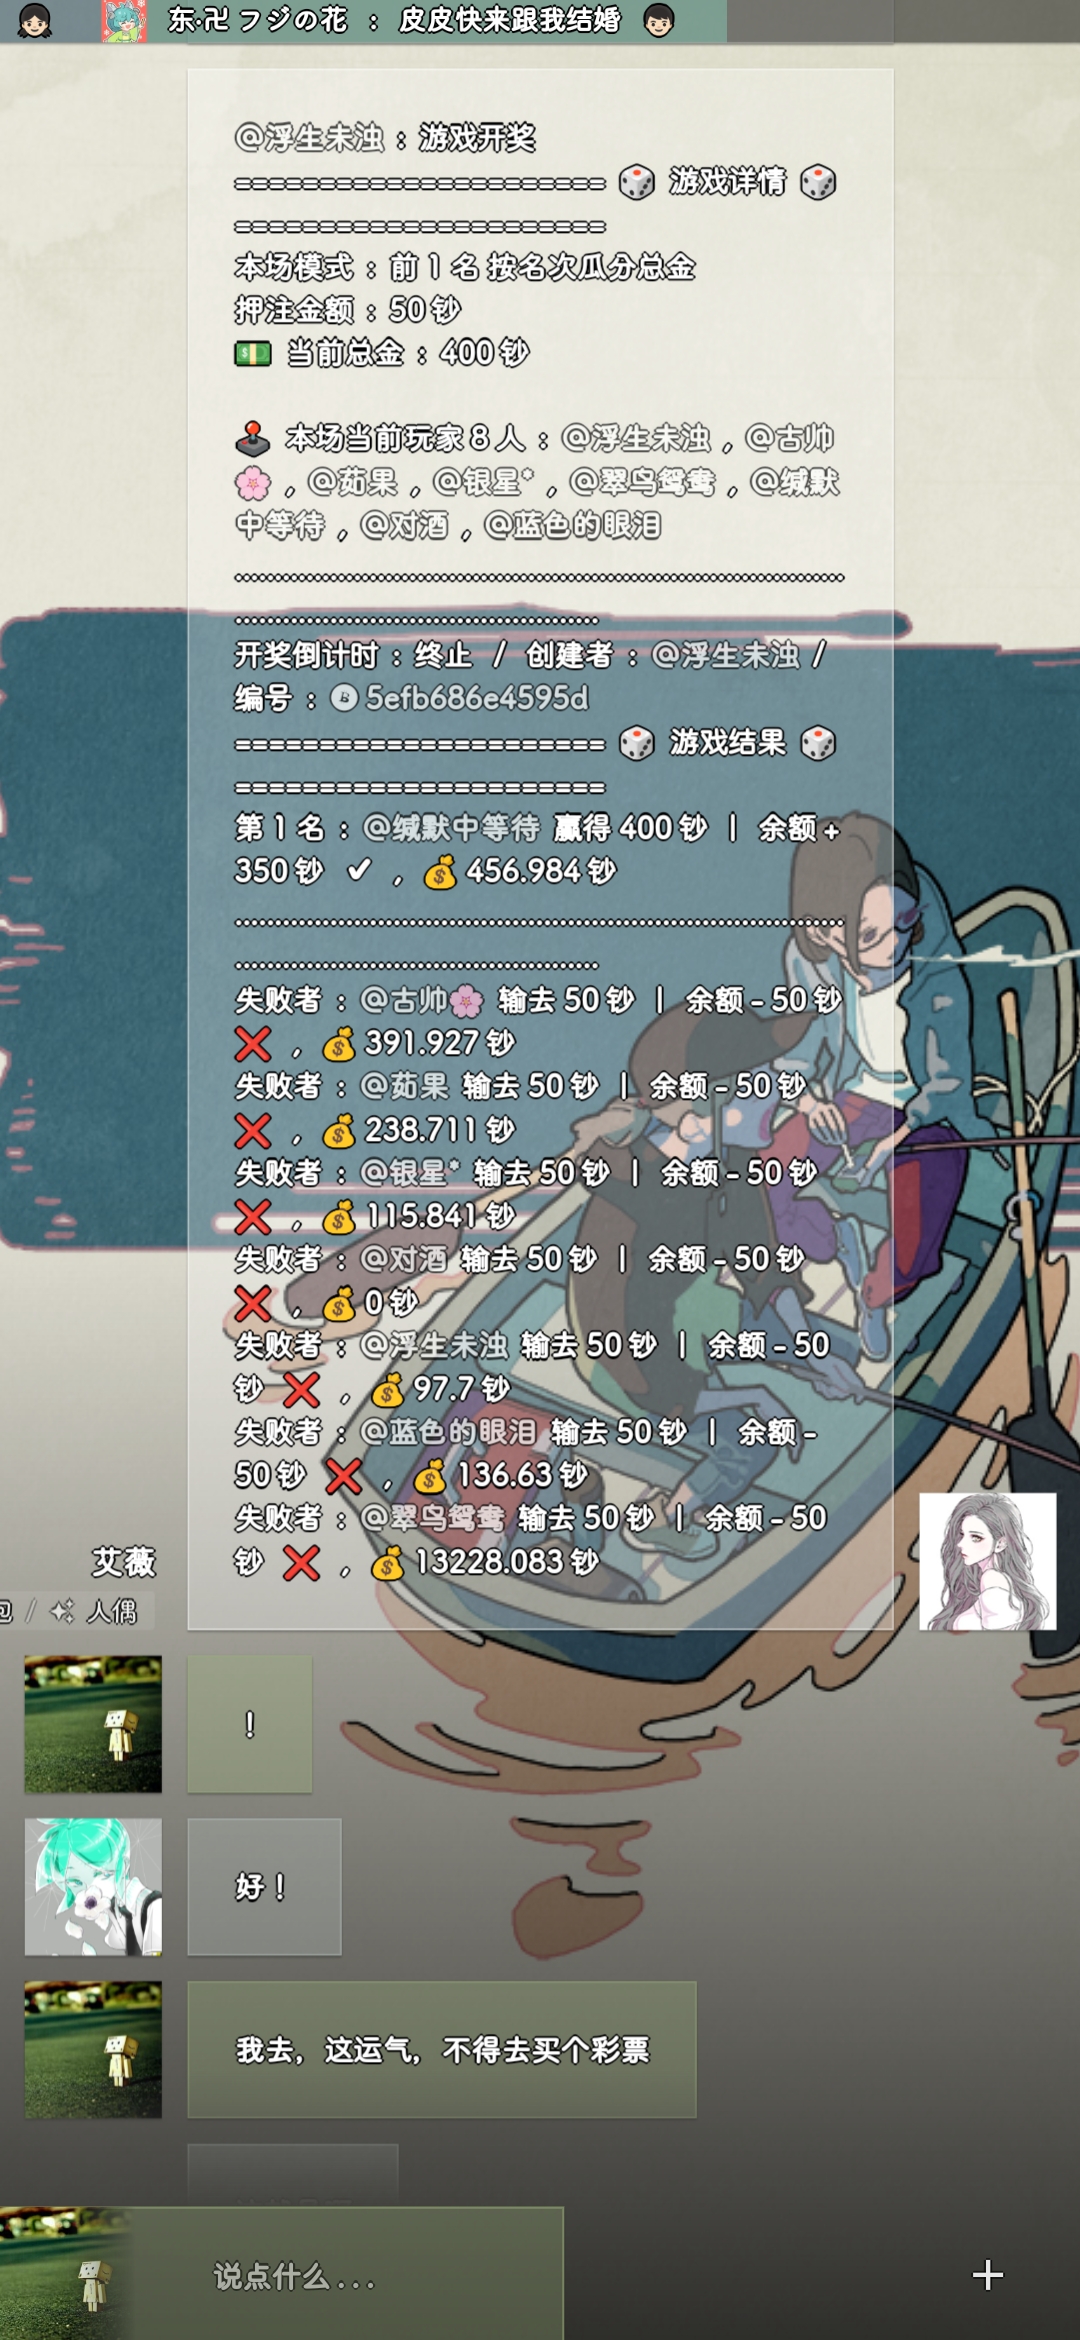 东·卍 フジの花 : 皮皮快来跟我结婚
@浮生未浊 : 游戏开奖
====================== 🎲 游戏详情 🎲
======================
本场模式 : 前 1 名 按名次瓜分总金
押注金额 : 50 钞
💵 当前总金 : 400 钞
🕹️ 本场当前玩家 8 人 : @浮生未浊 , @古帅
🌸 , @茹果 , @银星* , @翠鸟鸳鸯 , @缄默
中等待 , @对酒 , @蓝色的眼泪
开奖倒计时 : 终止 / 创建者 : @浮生未浊 /
编号 : 5efb686e4595d
====================== 🎲 游戏结果 🎲
======================
第 1 名 : @缄默中等待 赢得 400 钞 | 余额 +
350 钞 ✔ , 💰 456.984 钞
失败者 : @古帅🌸 输去 50 钞 | 余额 - 50 钞
❌ , 💰 391.927 钞
失败者 : @茹果 输去 50 钞 | 余额 - 50 钞
❌ , 💰 238.711 钞
失败者 : @银星* 输去 50 钞 | 余额 - 50 钞
❌ , 💰 115.841 钞
失败者 : @对酒 输去 50 钞 | 余额 - 50 钞
❌ , 💰 0 钞
失败者 : @浮生未浊 输去 50 钞 | 余额 - 50
钞 ❌ , 💰 97.7 钞
失败者 : @蓝色的眼泪 输去 50 钞 | 余额 -
50 钞 ❌ , 💰 136.63 钞
失败者 : @翠鸟鸳鸯 输去 50 钞 | 余额 - 50
钞 ❌ , 💰 13228.083 钞
艾薇
包 / 人偶
！
好！
我去，这运气，不得去买个彩票
说点什么...